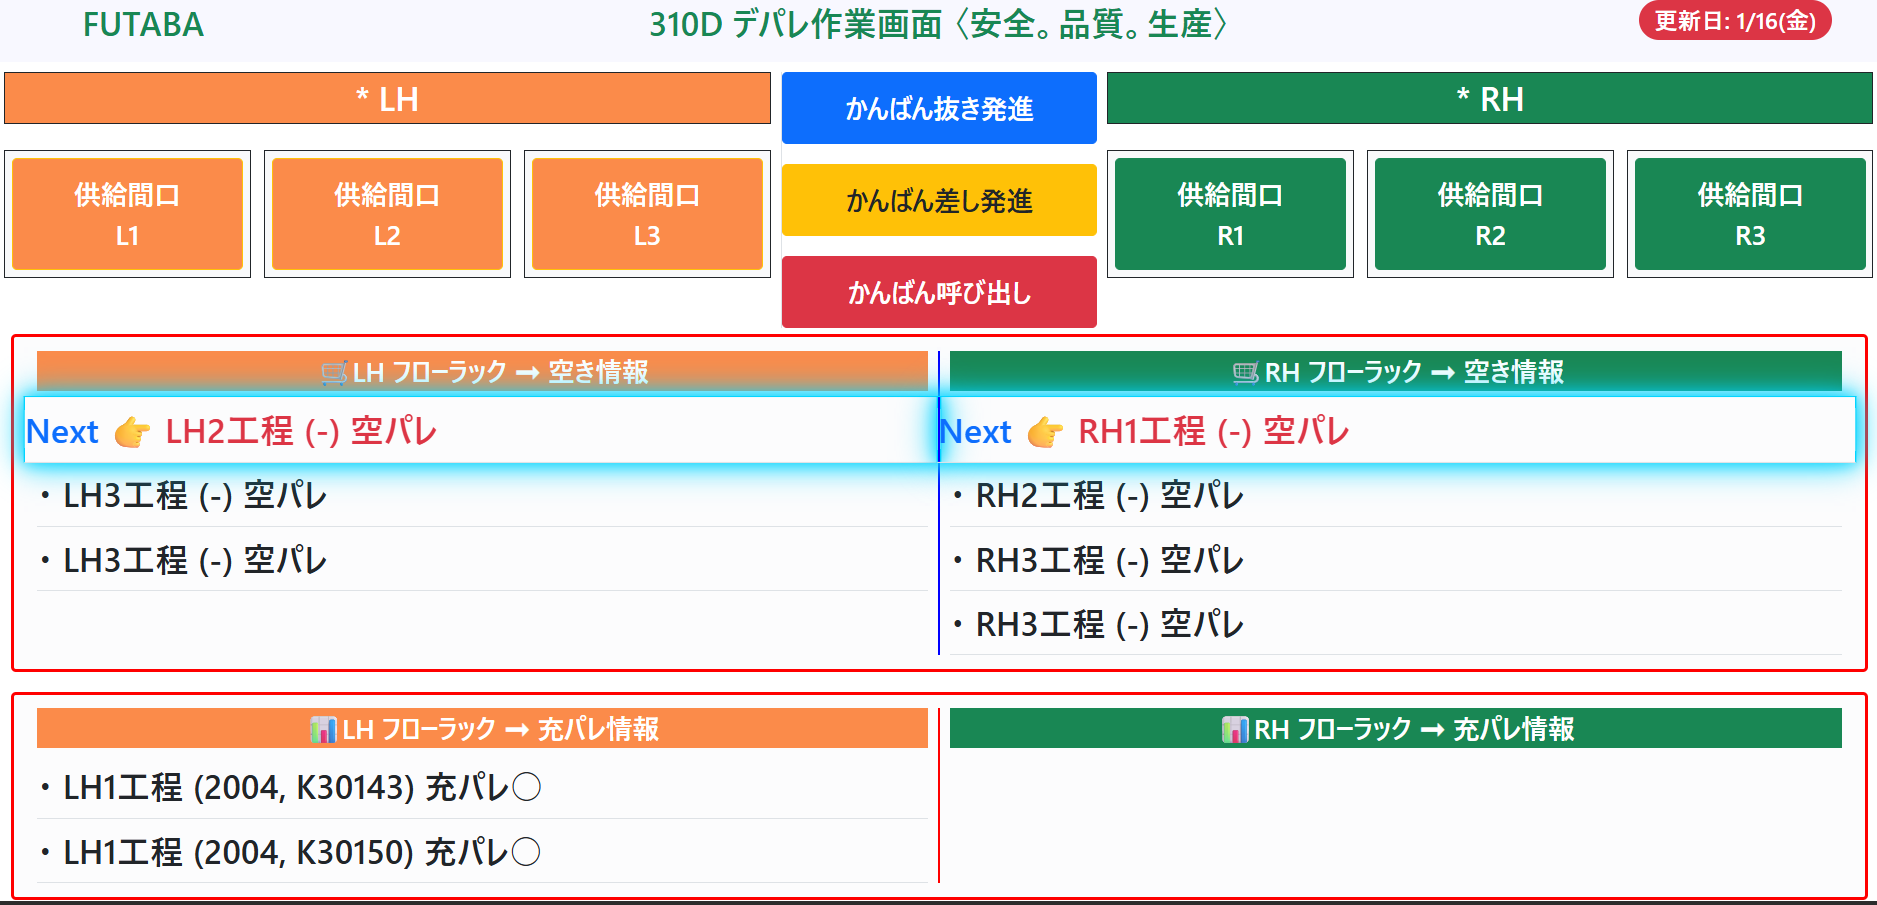 FUTABA
310D デパレ作業画面 〈安全。品質。生産〉
更新日: 1/16(金)
* LH
かんばん抜き発進
* RH
供給間口
L1
供給間口
L2
供給間口
L3
かんばん差し発進
かんばん呼び出し
供給間口
R1
供給間口
R2
供給間口
R3
🛒LH フローラック → 空き情報
Next 👉 LH2工程 (-) 空パレ
・LH3工程 (-) 空パレ
・LH3工程 (-) 空パレ
🛒RH フローラック → 空き情報
Next 👉 RH1工程 (-) 空パレ
・RH2工程 (-) 空パレ
・RH3工程 (-) 空パレ
・RH3工程 (-) 空パレ
📊LH フローラック → 充パレ情報
・LH1工程 (2004, K30143) 充パレ〇
・LH1工程 (2004, K30150) 充パレ〇
📊RH フローラック → 充パレ情報